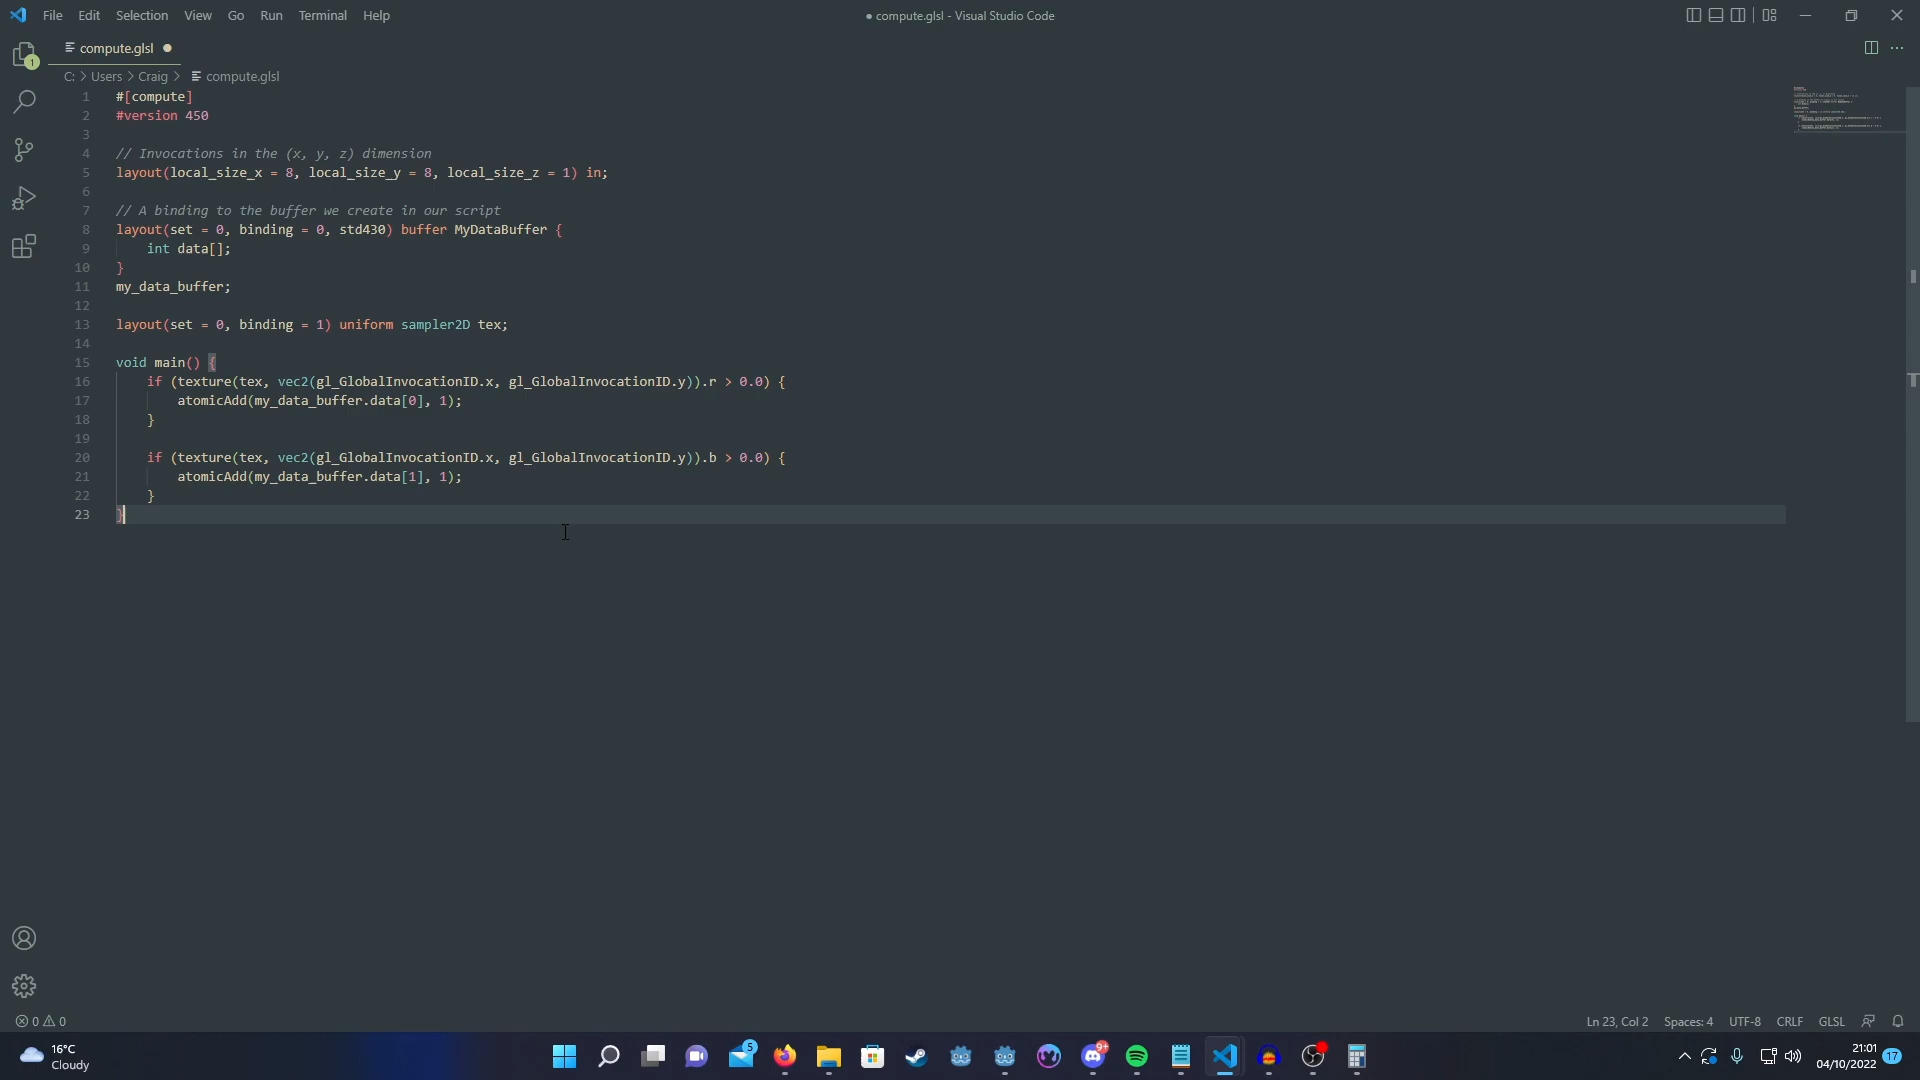 File Edit Selection View Go Run Terminal Help
● compute.glsl - Visual Studio Code
compute.glsl
1
C: > Users > Craig > compute.glsl
1 #[compute]
2 #version 450
3
4 // Invocations in the (x, y, z) dimension
5 layout(local_size_x = 8, local_size_y = 8, local_size_z = 1) in;
6
7 // A binding to the buffer we create in our script
8 layout(set = 0, binding = 0, std430) buffer MyDataBuffer {
9 int data[];
10 }
11 my_data_buffer;
12
13 layout(set = 0, binding = 1) uniform sampler2D tex;
14
15 void main() {
16 if (texture(tex, vec2(gl_GlobalInvocationID.x, gl_GlobalInvocationID.y)).r > 0.0) {
17 atomicAdd(my_data_buffer.data[0], 1);
18 }
19
20 if (texture(tex, vec2(gl_GlobalInvocationID.x, gl_GlobalInvocationID.y)).b > 0.0) {
21 atomicAdd(my_data_buffer.data[1], 1);
22 }
23 }
0 0
Ln 23, Col 2 Spaces: 4 UTF-8 CRLF GLSL
16°C
Cloudy
5
9+
21:01
04/10/2022
17